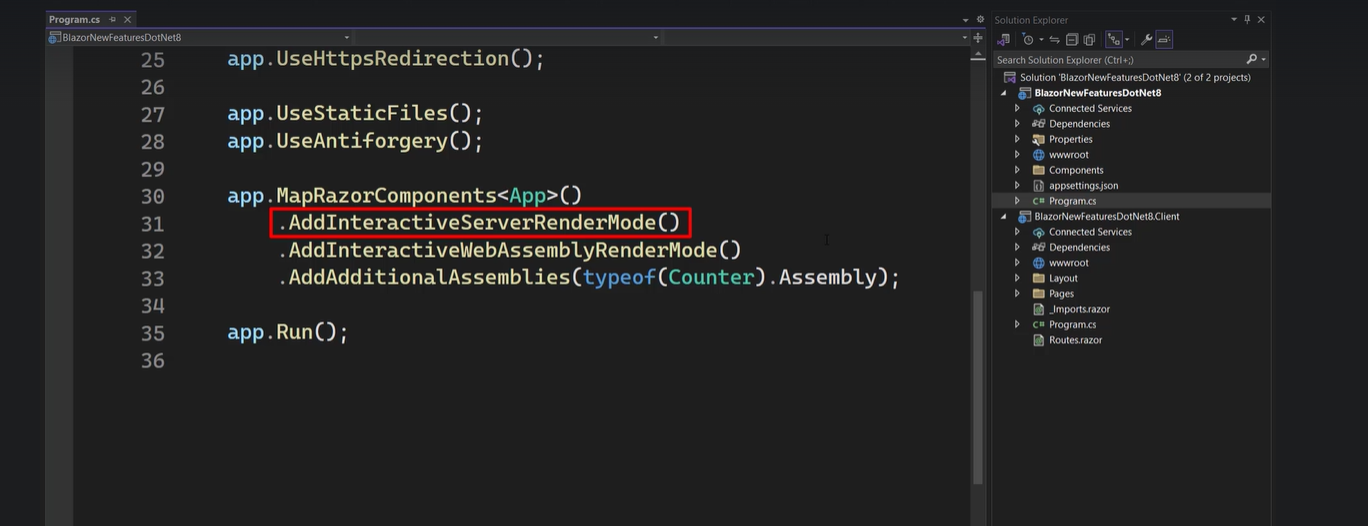 Program.cs
BlazorNewFeaturesDotNet8
25 app.UseHttpsRedirection();
26
27 app.UseStaticFiles();
28 app.UseAntiforgery();
29
30 app.MapRazorComponents<App>()
31 .AddInteractiveServerRenderMode()
32 .AddInteractiveWebAssemblyRenderMode()
33 .AddAdditionalAssemblies(typeof(Counter).Assembly);
34
35 app.Run();
36
Solution Explorer
Search Solution Explorer (Ctrl+;)
Solution 'BlazorNewFeaturesDotNet8' (2 of 2 projects)
BlazorNewFeaturesDotNet8
Connected Services
Dependencies
Properties
wwwroot
Components
appsettings.json
C# Program.cs
BlazorNewFeaturesDotNet8.Client
Connected Services
Dependencies
wwwroot
Layout
Pages
_Imports.razor
C# Program.cs
Routes.razor